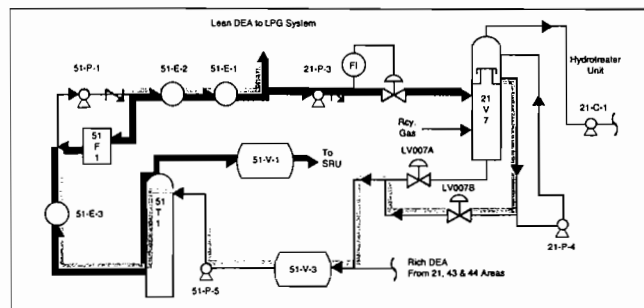 Lean DEA to LPG System
51-P-1
51-E-2
51-E-1
21-P-3
FI
21
V
7
Hydrotreater
Unit
21-C-1
51
F
1
Rcy.
Gas
To
SRU
51-V-1
LV007A
LV007B
51-E-3
51
T
1
51-P-5
51-V-3
Rich DEA
From 21, 43 & 44 Areas
21-P-4